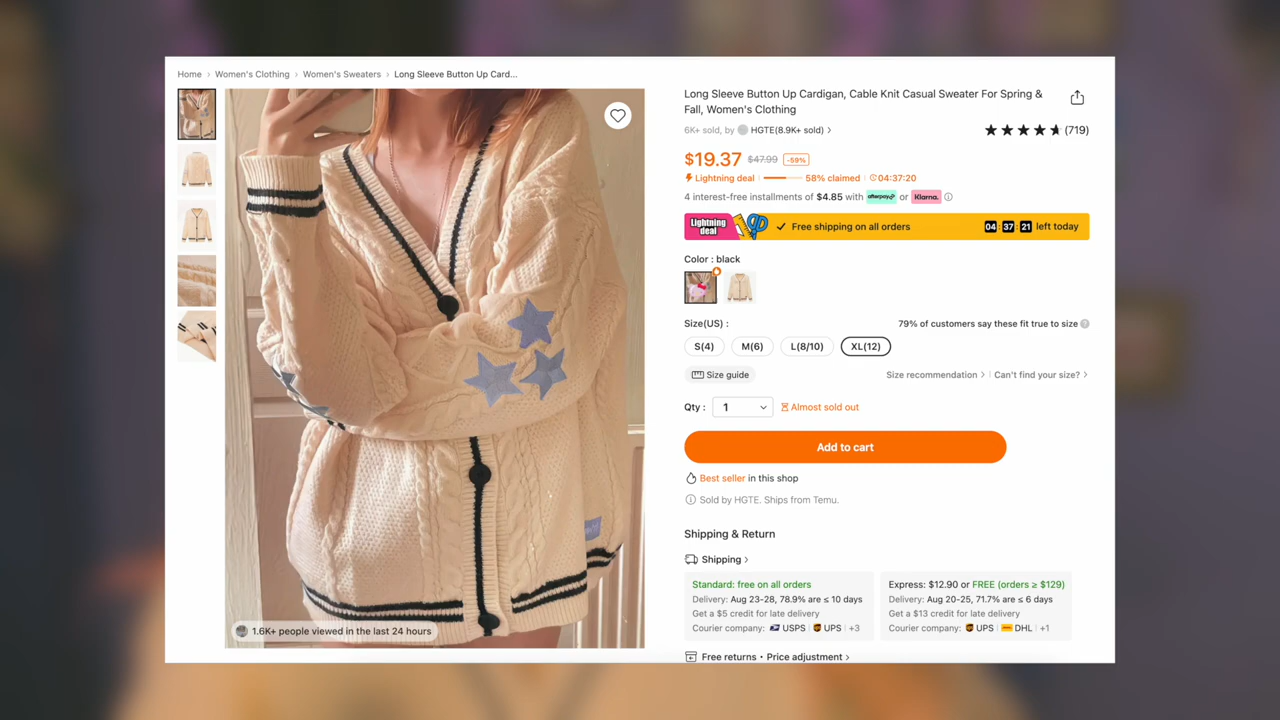 Home › Women's Clothing › Women's Sweaters › Long Sleeve Button Up Card...
Long Sleeve Button Up Cardigan, Cable Knit Casual Sweater For Spring &
Fall, Women's Clothing
6K+ sold, by HGTE(8.9K+ sold) ›
(719)
$19.37 $47.99 -59%
Lightning deal 58% claimed 04:37:20
4 interest-free installments of $4.85 with afterpay or Klarna.
Lightning
deal
Free shipping on all orders 04 37 21 left today
Color : black
Size(US) : 79% of customers say these fit true to size ?
S(4) M(6) L(8/10) XL(12)
Size guide Size recommendation › Can't find your size? ›
Qty : 1 Almost sold out
Add to cart
Best seller in this shop
Sold by HGTE. Ships from Temu.
Shipping & Return
Shipping ›
Standard: free on all orders
Delivery: Aug 23-28, 78.9% are ≤ 10 days
Get a $5 credit for late delivery
Courier company: USPS UPS +3
Express: $12.90 or FREE (orders ≥ $129)
Delivery: Aug 20-25, 71.7% are ≤ 6 days
Get a $13 credit for late delivery
Courier company: UPS DHL +1
1.6K+ people viewed in the last 24 hours
Free returns • Price adjustment ›